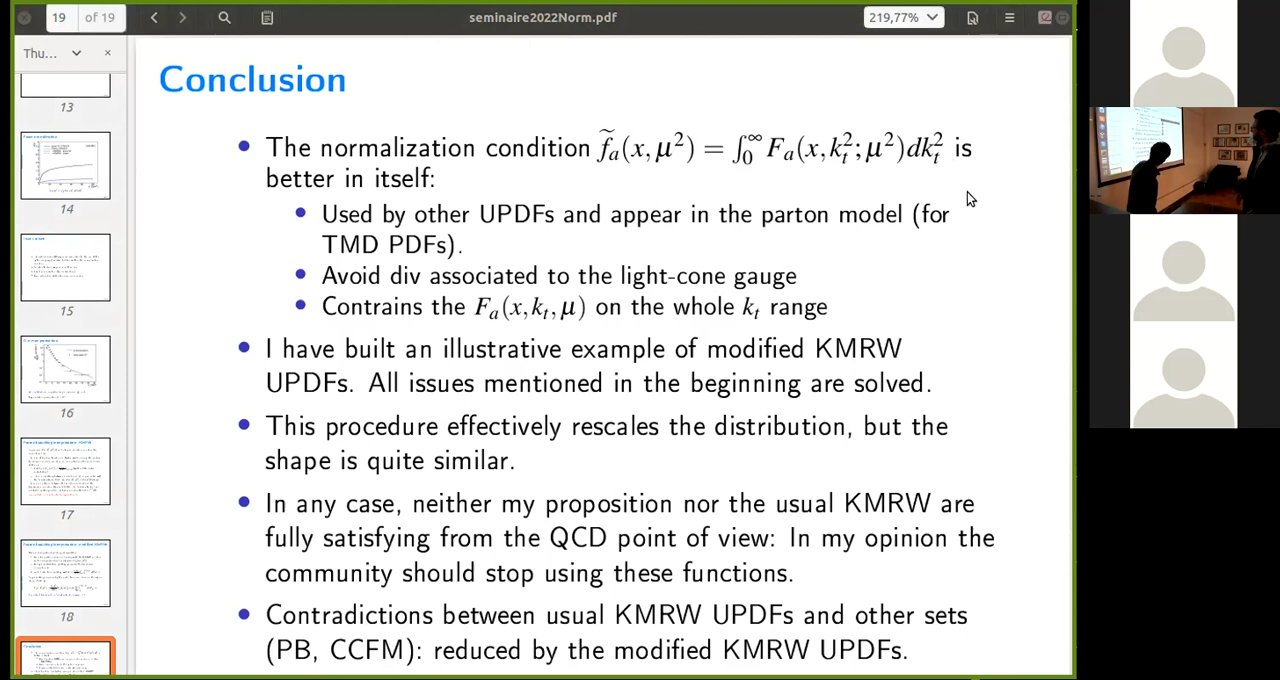 19 of 19
seminaire2022Norm.pdf
219,77%
Thu...
13
14
15
16
17
18
Conclusion
• The normalization condition f̃ₐ(x, μ²) = ∫₀^∞ Fₐ(x, kₜ²; μ²)dkₜ² is
better in itself:
• Used by other UPDFs and appear in the parton model (for
TMD PDFs).
• Avoid div associated to the light-cone gauge
• Contrains the Fₐ(x, kₜ, μ) on the whole kₜ range
• I have built an illustrative example of modified KMRW
UPDFs. All issues mentioned in the beginning are solved.
• This procedure effectively rescales the distribution, but the
shape is quite similar.
• In any case, neither my proposition nor the usual KMRW are
fully satisfying from the QCD point of view: In my opinion the
community should stop using these functions.
• Contradictions between usual KMRW UPDFs and other sets
(PB, CCFM): reduced by the modified KMRW UPDFs.